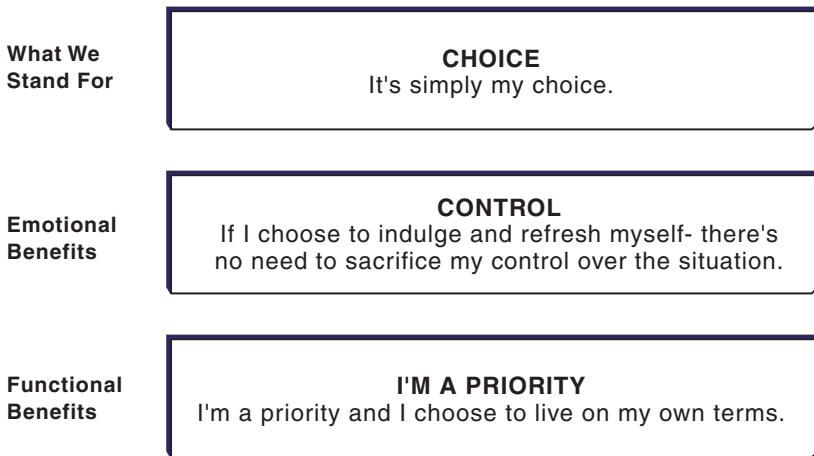 What We
Stand For
CHOICE
It's simply my choice.
Emotional
Benefits
CONTROL
If I choose to indulge and refresh myself- there's
no need to sacrifice my control over the situation.
Functional
Benefits
I'M A PRIORITY
I'm a priority and I choose to live on my own terms.